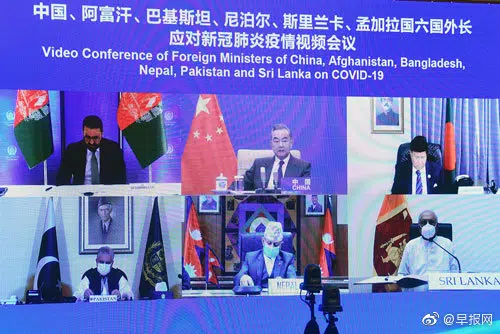 中国、阿富汗、巴基斯坦、尼泊尔、斯里兰卡、孟加拉国六国外长
应对新冠肺炎疫情视频会议
Video Conference of Foreign Ministers of China, Afghanistan, Bangladesh,
Nepal, Pakistan and Sri Lanka on COVID-19
中国
CHINA
PAKISTAN
NEPAL
SRI LANKA
@早报网